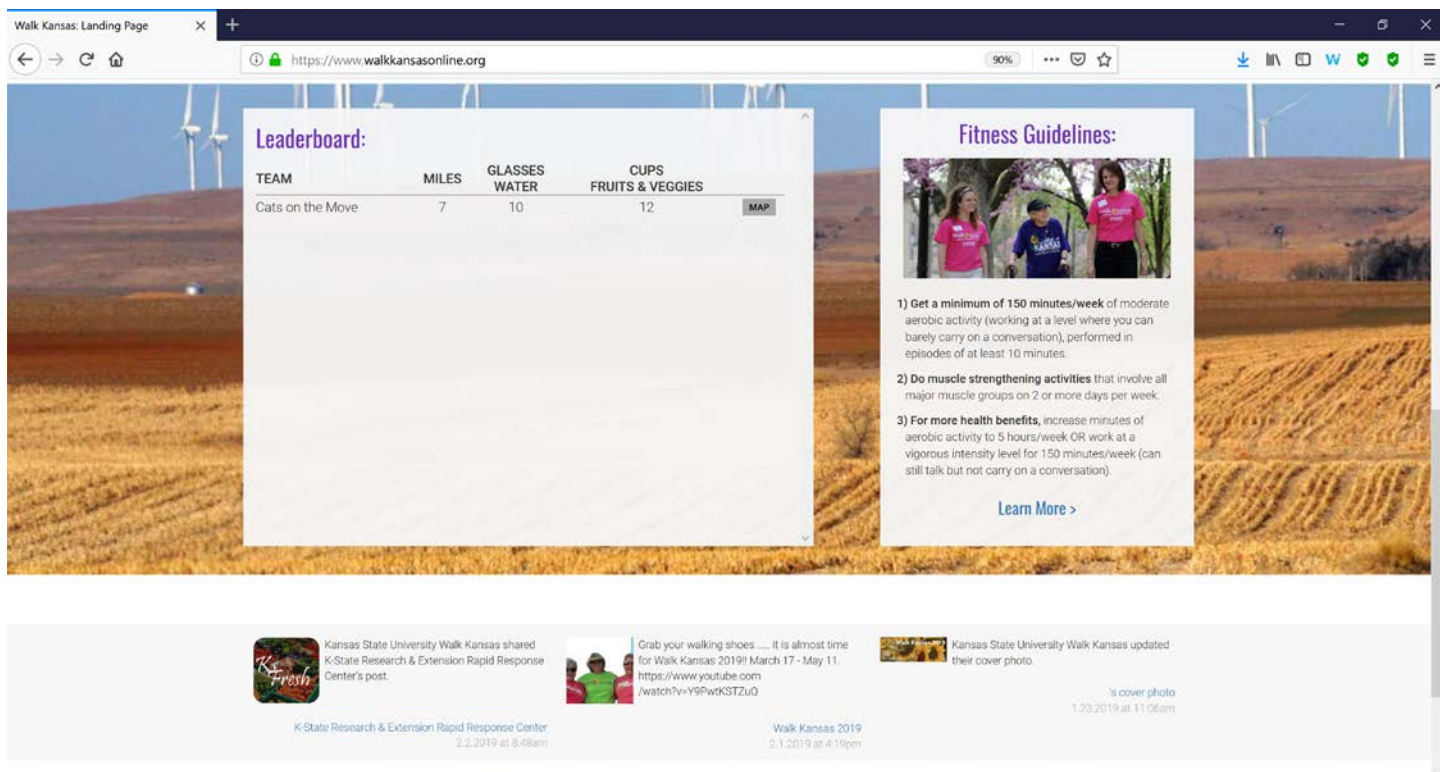 Walk Kansas: Landing Page
https://www.walkkansasonline.org
90%
Leaderboard:
TEAM MILES GLASSES WATER CUPS FRUITS & VEGGIES
Cats on the Move 7 10 12 MAP
Fitness Guidelines:
1) Get a minimum of 150 minutes/week of moderate
aerobic activity (working at a level where you can
barely carry on a conversation), performed in
episodes of at least 10 minutes.
2) Do muscle strengthening activities that involve all
major muscle groups on 2 or more days per week.
3) For more health benefits, increase minutes of
aerobic activity to 5 hours/week OR work at a
vigorous intensity level for 150 minutes/week (can
still talk but not carry on a conversation).
Learn More >
Fresh
Kansas State University Walk Kansas shared
K-State Research & Extension Rapid Response
Center's post.
K-State Research & Extension Rapid Response Center
2.2.2019 at 8:48am
Grab your walking shoes ..... it is almost time
for Walk Kansas 2019!! March 17 - May 11.
https://www.youtube.com
/watch?v=Y9PwtKSTZuQ
Walk Kansas 2019
2.1.2019 at 4:19pm
Kansas State University Walk Kansas updated
their cover photo.
's cover photo
1.23.2019 at 11:06am